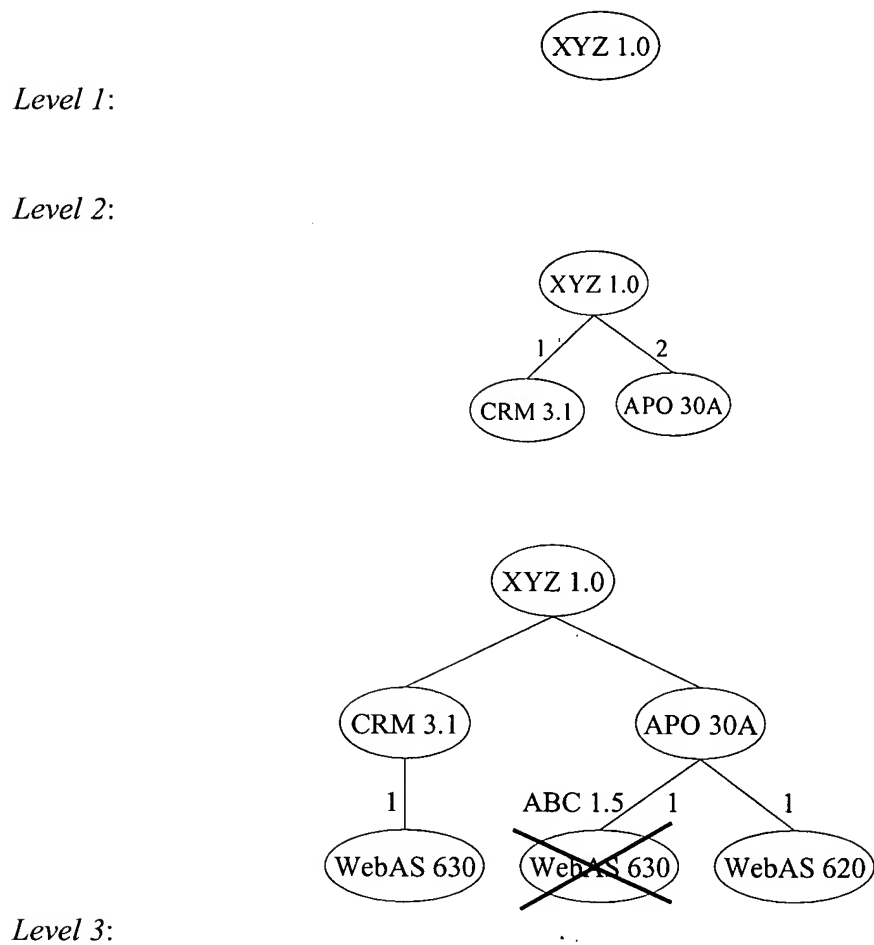 XYZ 1.0
Level 1:
Level 2:
XYZ 1.0
1 2
CRM 3.1 APO 30A
XYZ 1.0
CRM 3.1 APO 30A
1 ABC 1.5 1 1
WebAS 630 WebAS 630 WebAS 620
Level 3: